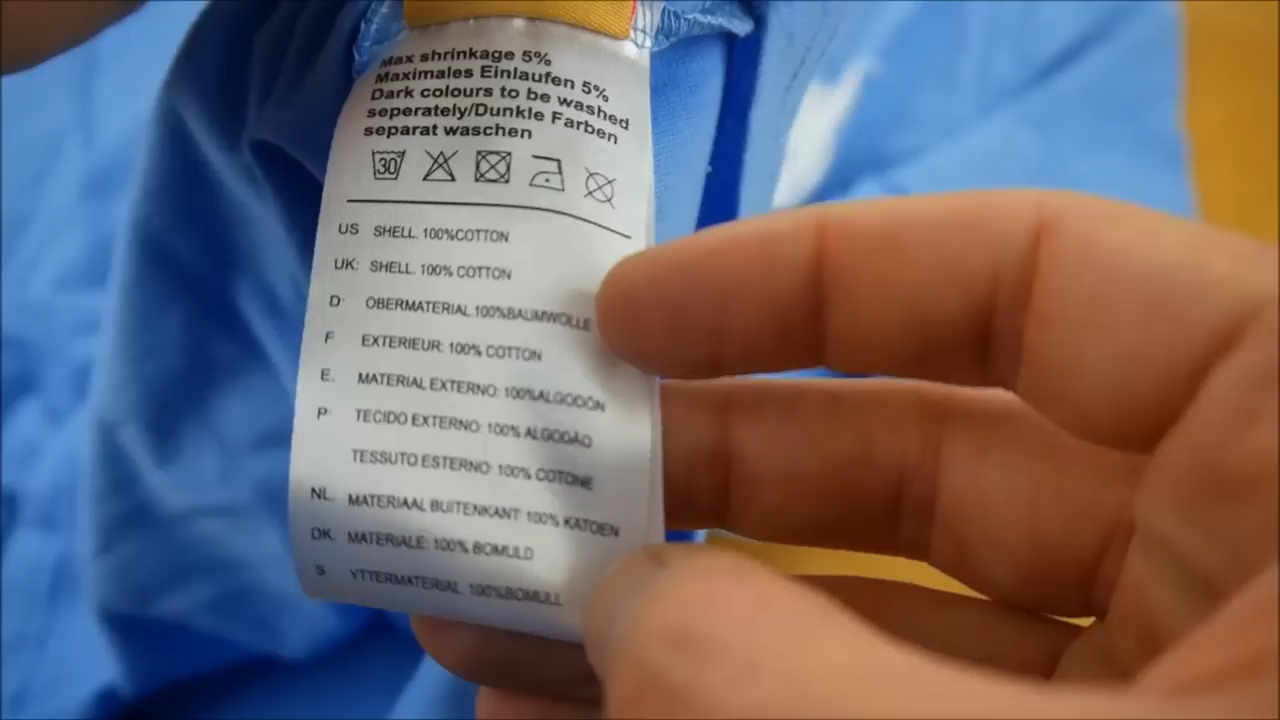 Max shrinkage 5%
Maximales Einlaufen 5%
Dark colours to be washed
seperately/Dunkle Farben
separat waschen
30
US SHELL. 100%COTTON
UK: SHELL. 100% COTTON
D: OBERMATERIAL.100%BAUMWOLLE
F EXTERIEUR: 100% COTTON
E. MATERIAL EXTERNO: 100%ALGODÓN
P: TECIDO EXTERNO: 100% ALGODÃO
TESSUTO ESTERNO: 100% COTONE
NL. MATERIAAL BUITENKANT: 100% KATOEN
DK. MATERIALE: 100% BOMULD
S YTTERMATERIAL. 100%BOMULL